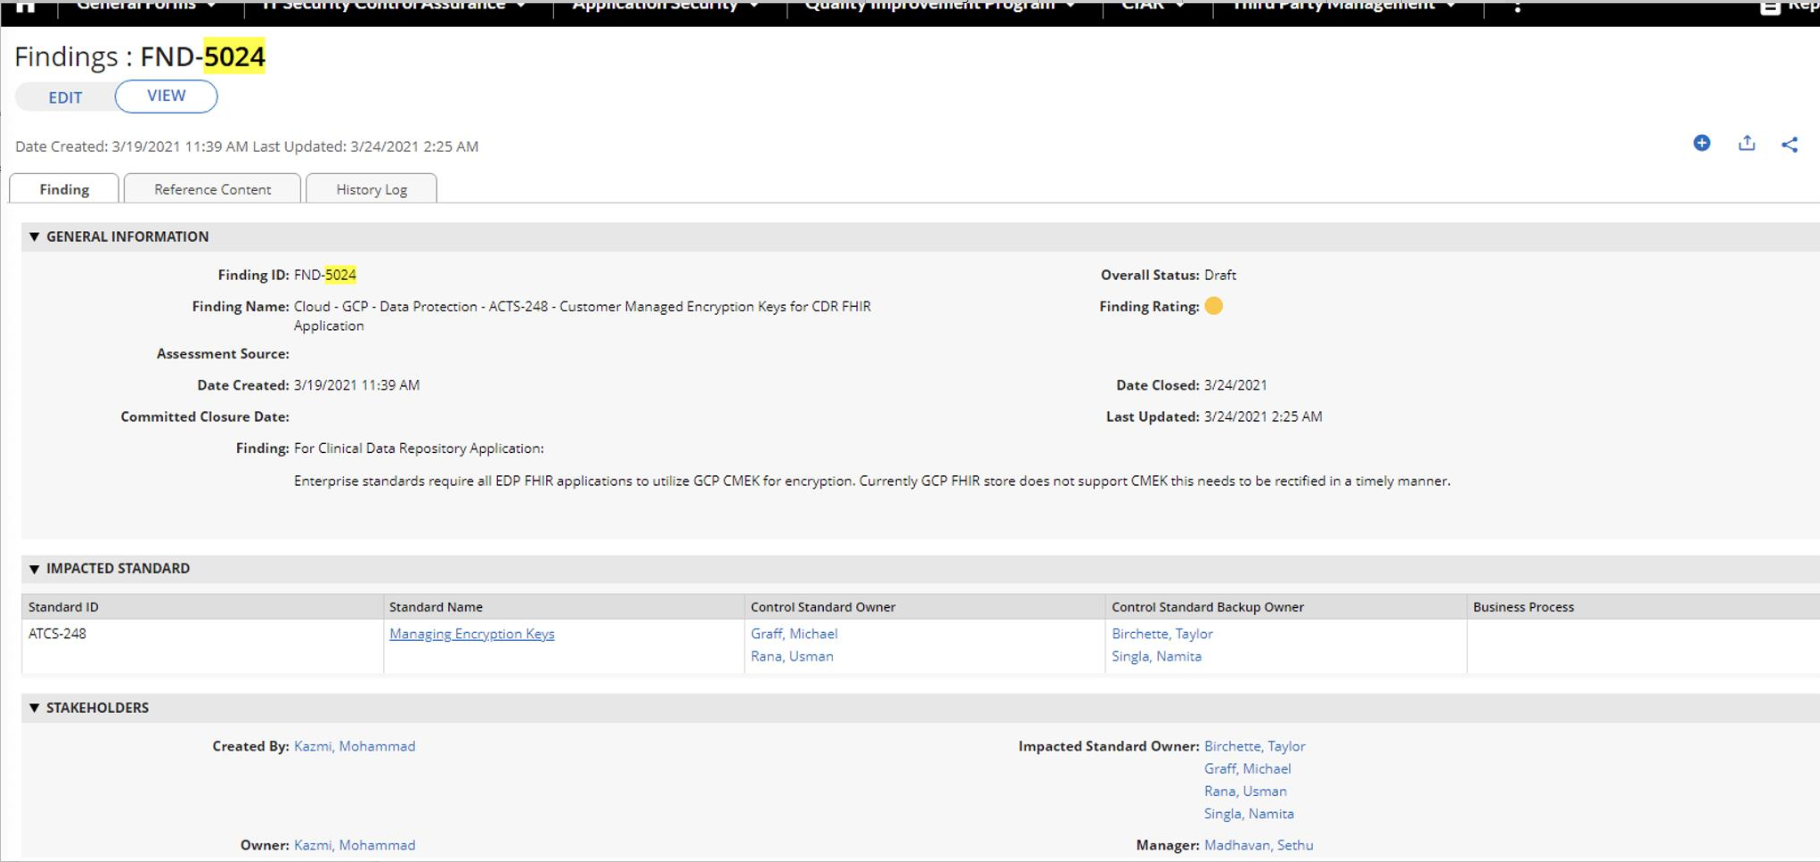 General Forms
IT Security Control Assurance
Application Security
Quality Improvement Program
CIAR
Third Party Management
Findings : FND-5024
EDIT
VIEW
Date Created: 3/19/2021 11:39 AM Last Updated: 3/24/2021 2:25 AM
Finding
Reference Content
History Log
GENERAL INFORMATION
Finding ID: FND-5024
Overall Status: Draft
Finding Name: Cloud - GCP - Data Protection - ACTS-248 - Customer Managed Encryption Keys for CDR FHIR
Application
Finding Rating:
Assessment Source:
Date Created: 3/19/2021 11:39 AM
Date Closed: 3/24/2021
Committed Closure Date:
Last Updated: 3/24/2021 2:25 AM
Finding: For Clinical Data Repository Application:
Enterprise standards require all EDP FHIR applications to utilize GCP CMEK for encryption. Currently GCP FHIR store does not support CMEK this needs to be rectified in a timely manner.
IMPACTED STANDARD
Standard ID
Standard Name
Control Standard Owner
Control Standard Backup Owner
Business Process
ATCS-248
Managing Encryption Keys
Graff, Michael
Rana, Usman
Birchette, Taylor
Singla, Namita
STAKEHOLDERS
Created By: Kazmi, Mohammad
Impacted Standard Owner: Birchette, Taylor
Graff, Michael
Rana, Usman
Singla, Namita
Owner: Kazmi, Mohammad
Manager: Madhavan, Sethu